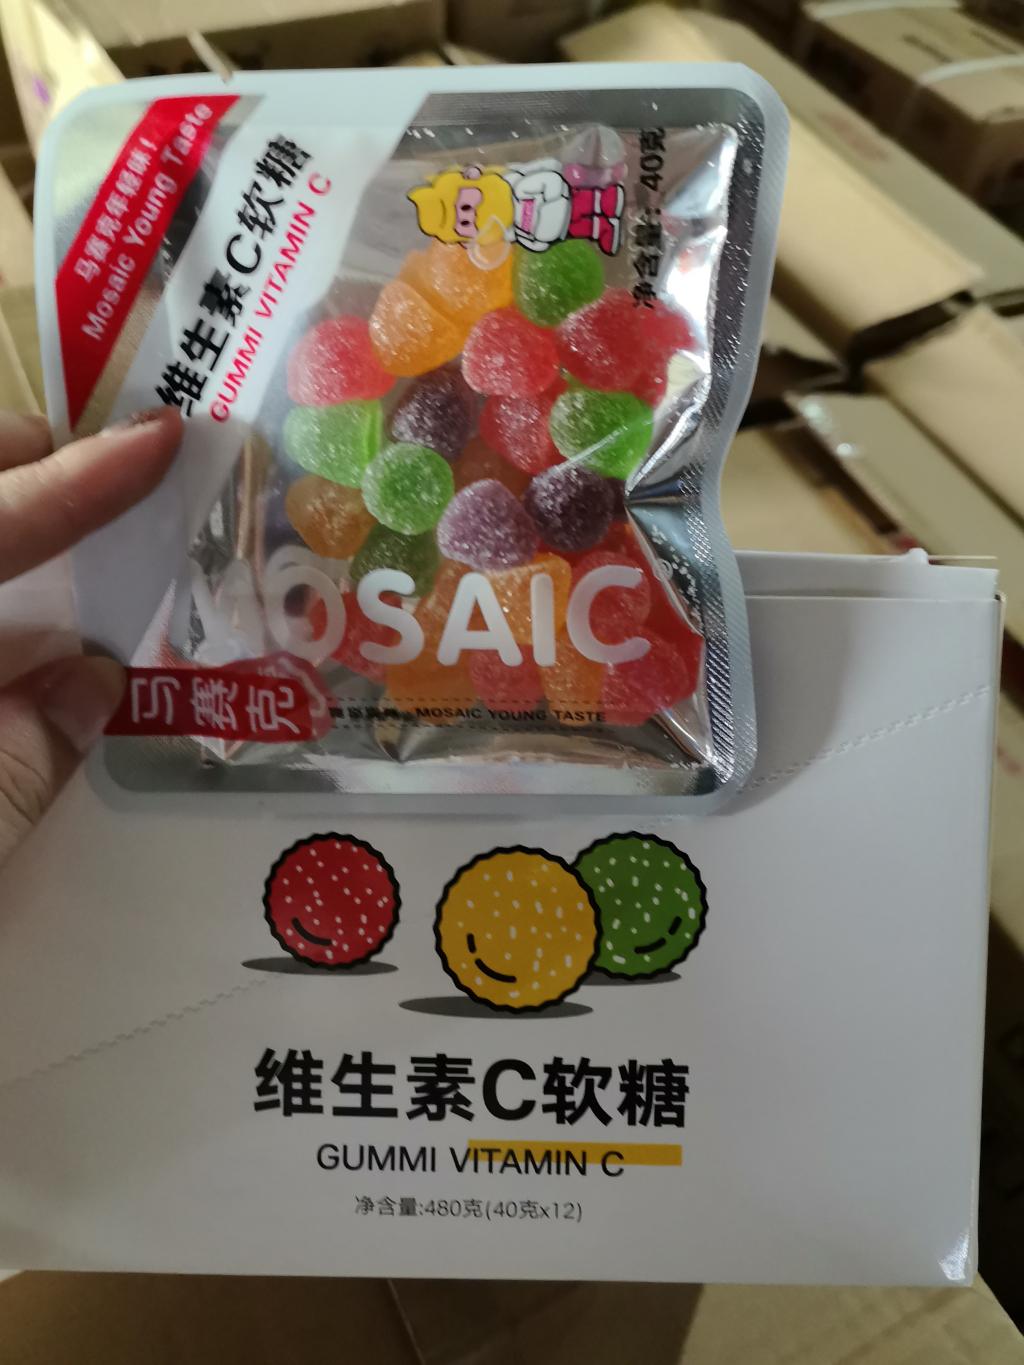 马赛克年轻味！
Mosaic Young Taste
维生素C软糖
GUMMI VITAMIN C
净含量：40克
MOSAIC
马赛克
MOSAIC YOUNG TASTE
维生素C软糖
GUMMI VITAMIN C
净含量:480克(40克x12)